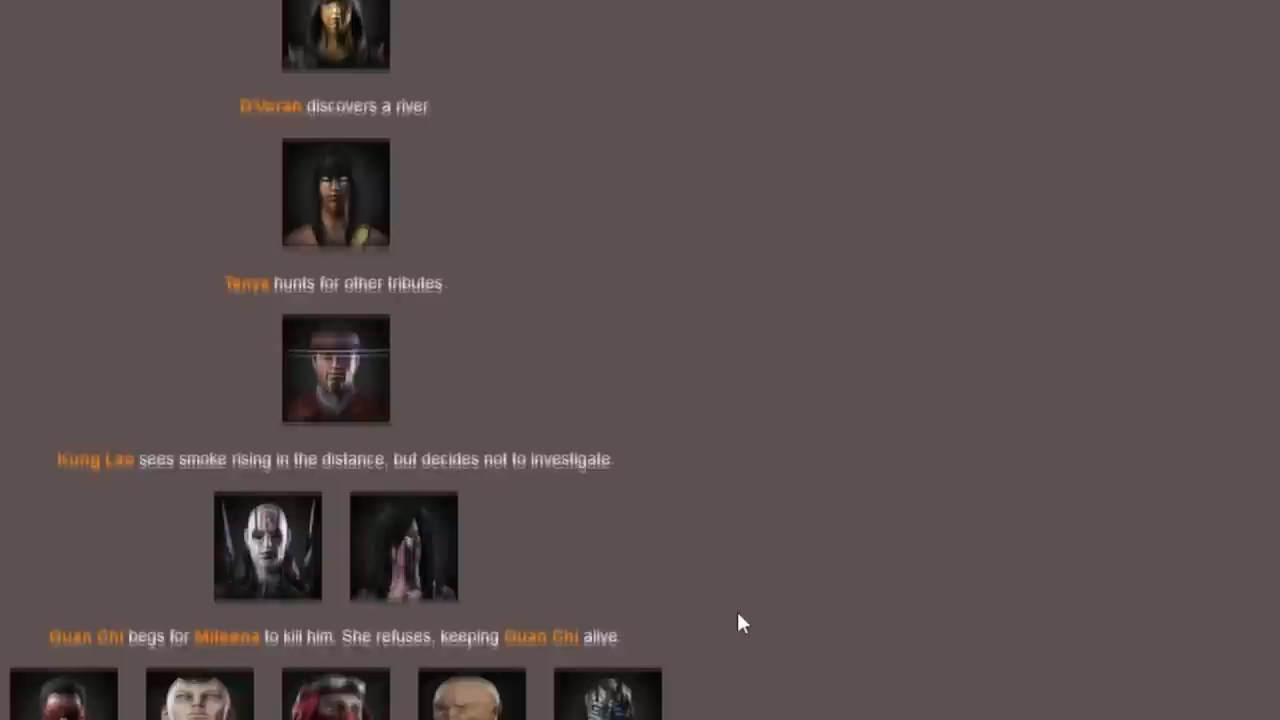 D'Vorah discovers a river
Tanya hunts for other tributes.
Kung Lao sees smoke rising in the distance, but decides not to investigate.
Quan Chi begs for Mileena to kill him. She refuses, keeping Quan Chi alive.